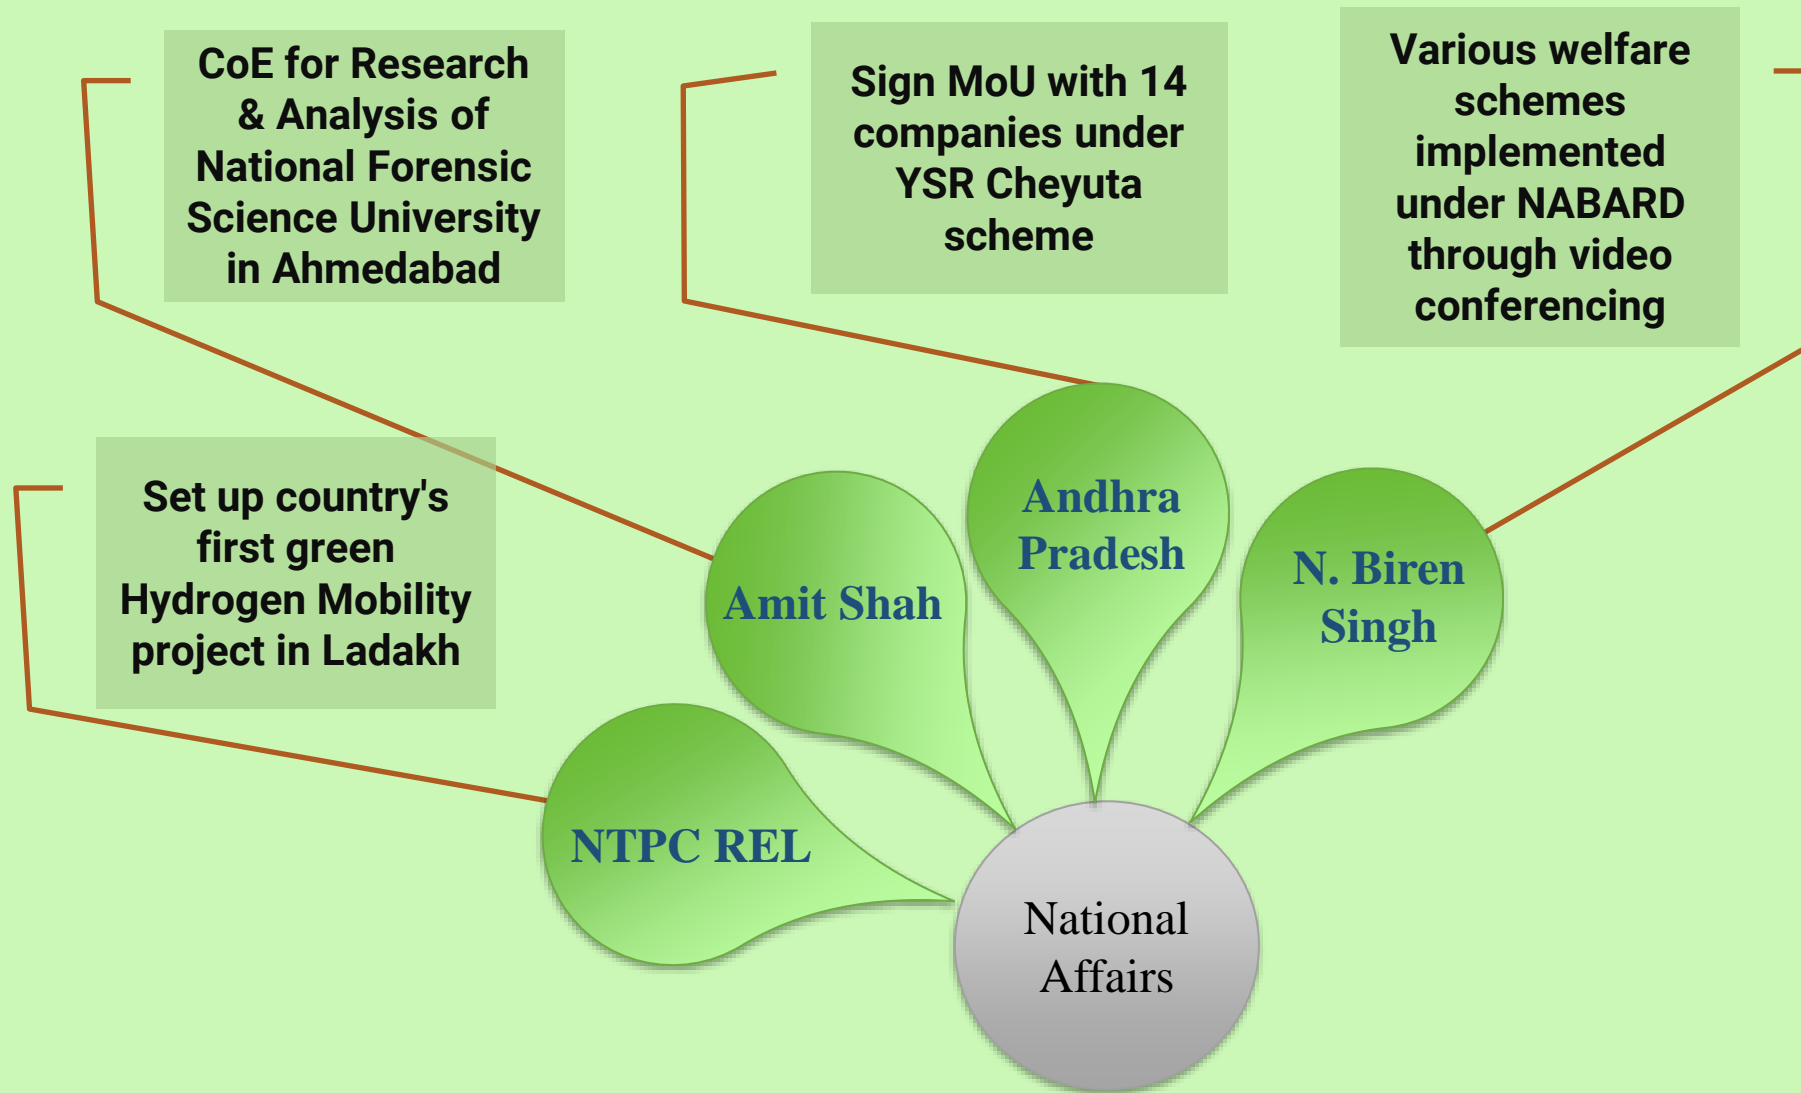 CoE for Research
& Analysis of
National Forensic
Science University
in Ahmedabad
Sign MoU with 14
companies under
YSR Cheyuta
scheme
Various welfare
schemes
implemented
under NABARD
through video
conferencing
Set up country's
first green
Hydrogen Mobility
project in Ladakh
Andhra
Pradesh
N. Biren
Singh
Amit Shah
NTPC REL
National
Affairs